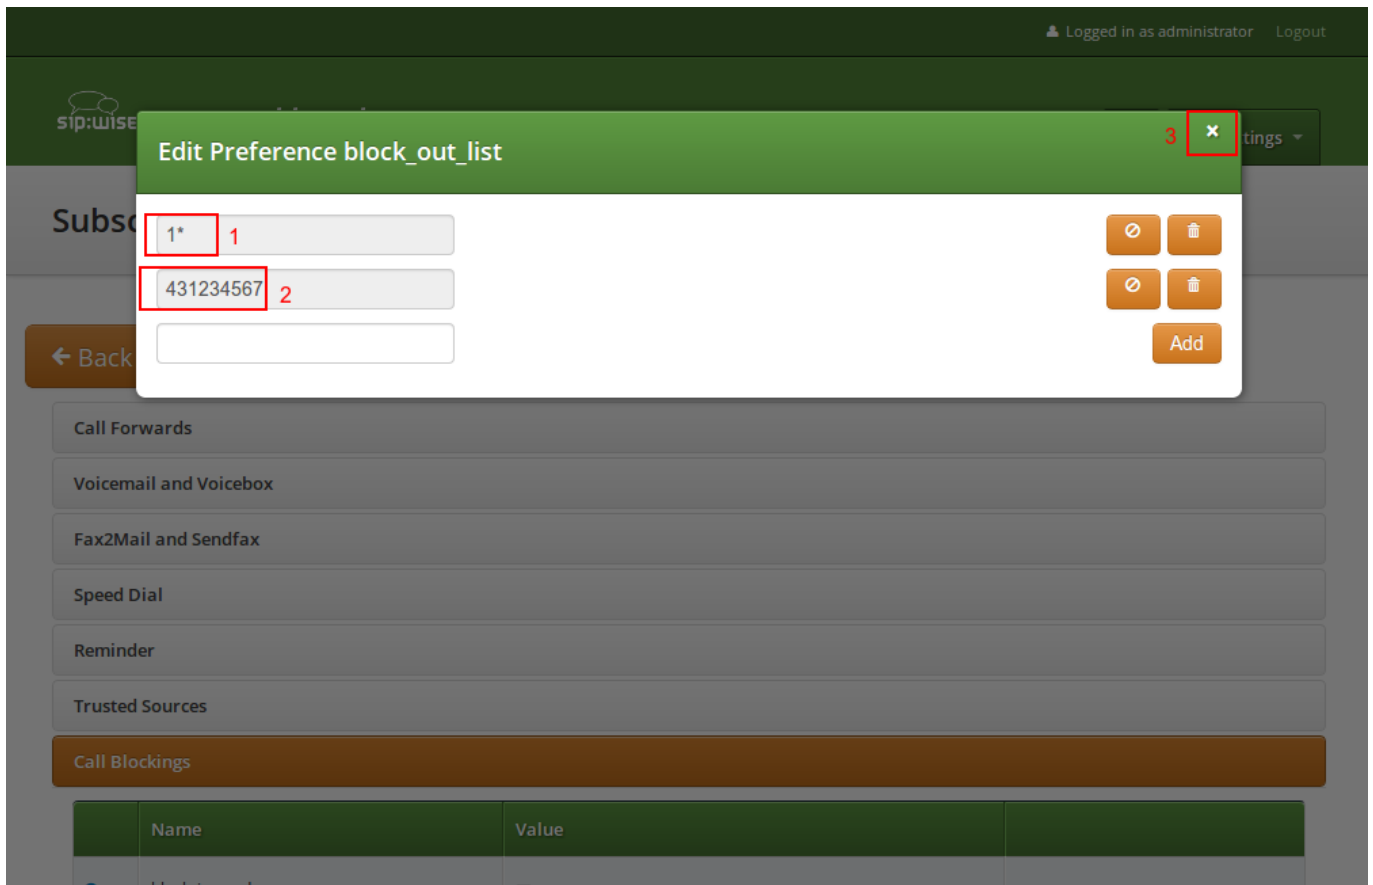 Logged in as administrator Logout
sip:wise
Edit Preference block_out_list
3
tings
Subsc
1*
1
431234567
2
Add
Back
Call Forwards
Voicemail and Voicebox
Fax2Mail and Sendfax
Speed Dial
Reminder
Trusted Sources
Call Blockings
Name Value